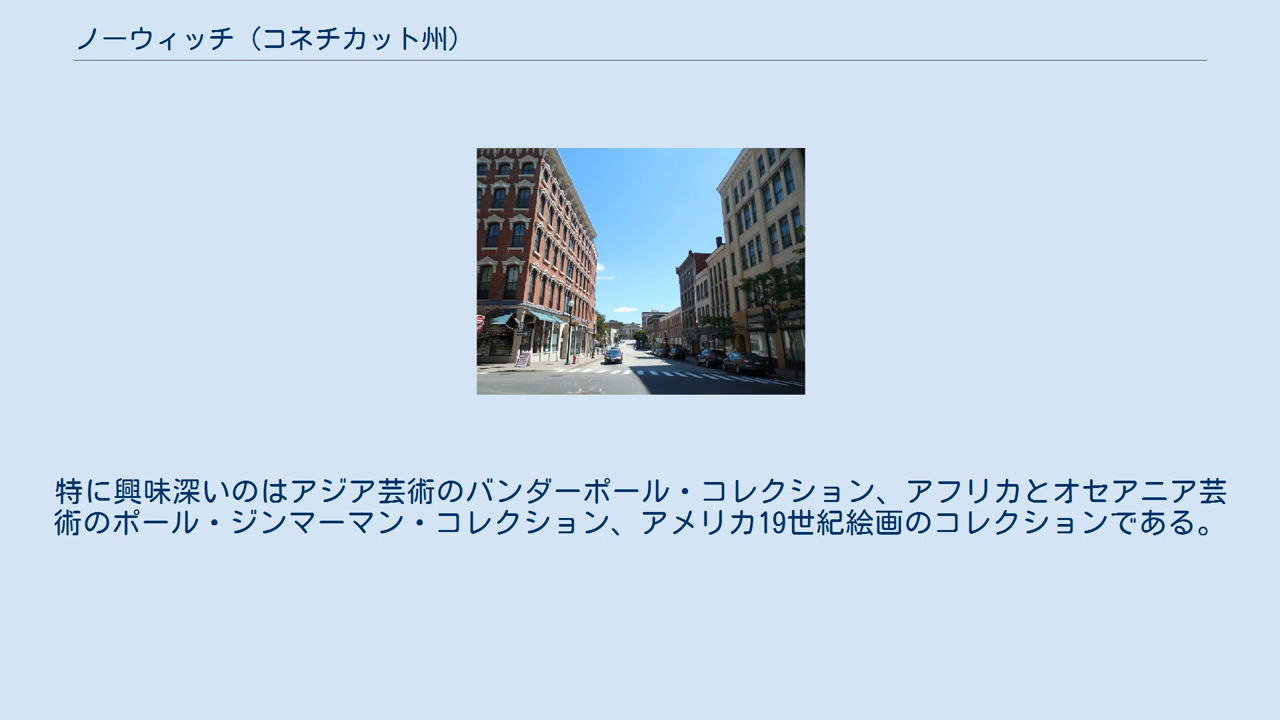 ノーウィッチ（コネチカット州）
特に興味深いのはアジア芸術のバンダーポール・コレクション、アフリカとオセアニア芸
術のポール・ジンマーマン・コレクション、アメリカ19世紀絵画のコレクションである。